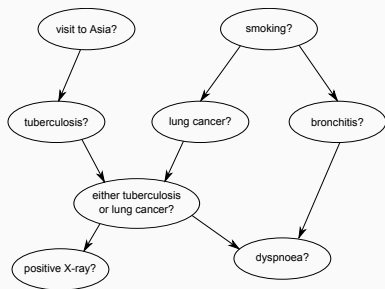 visit to Asia?
smoking?
tuberculosis?
lung cancer?
bronchitis?
either tuberculosis
or lung cancer?
positive X-ray?
dyspnoea?